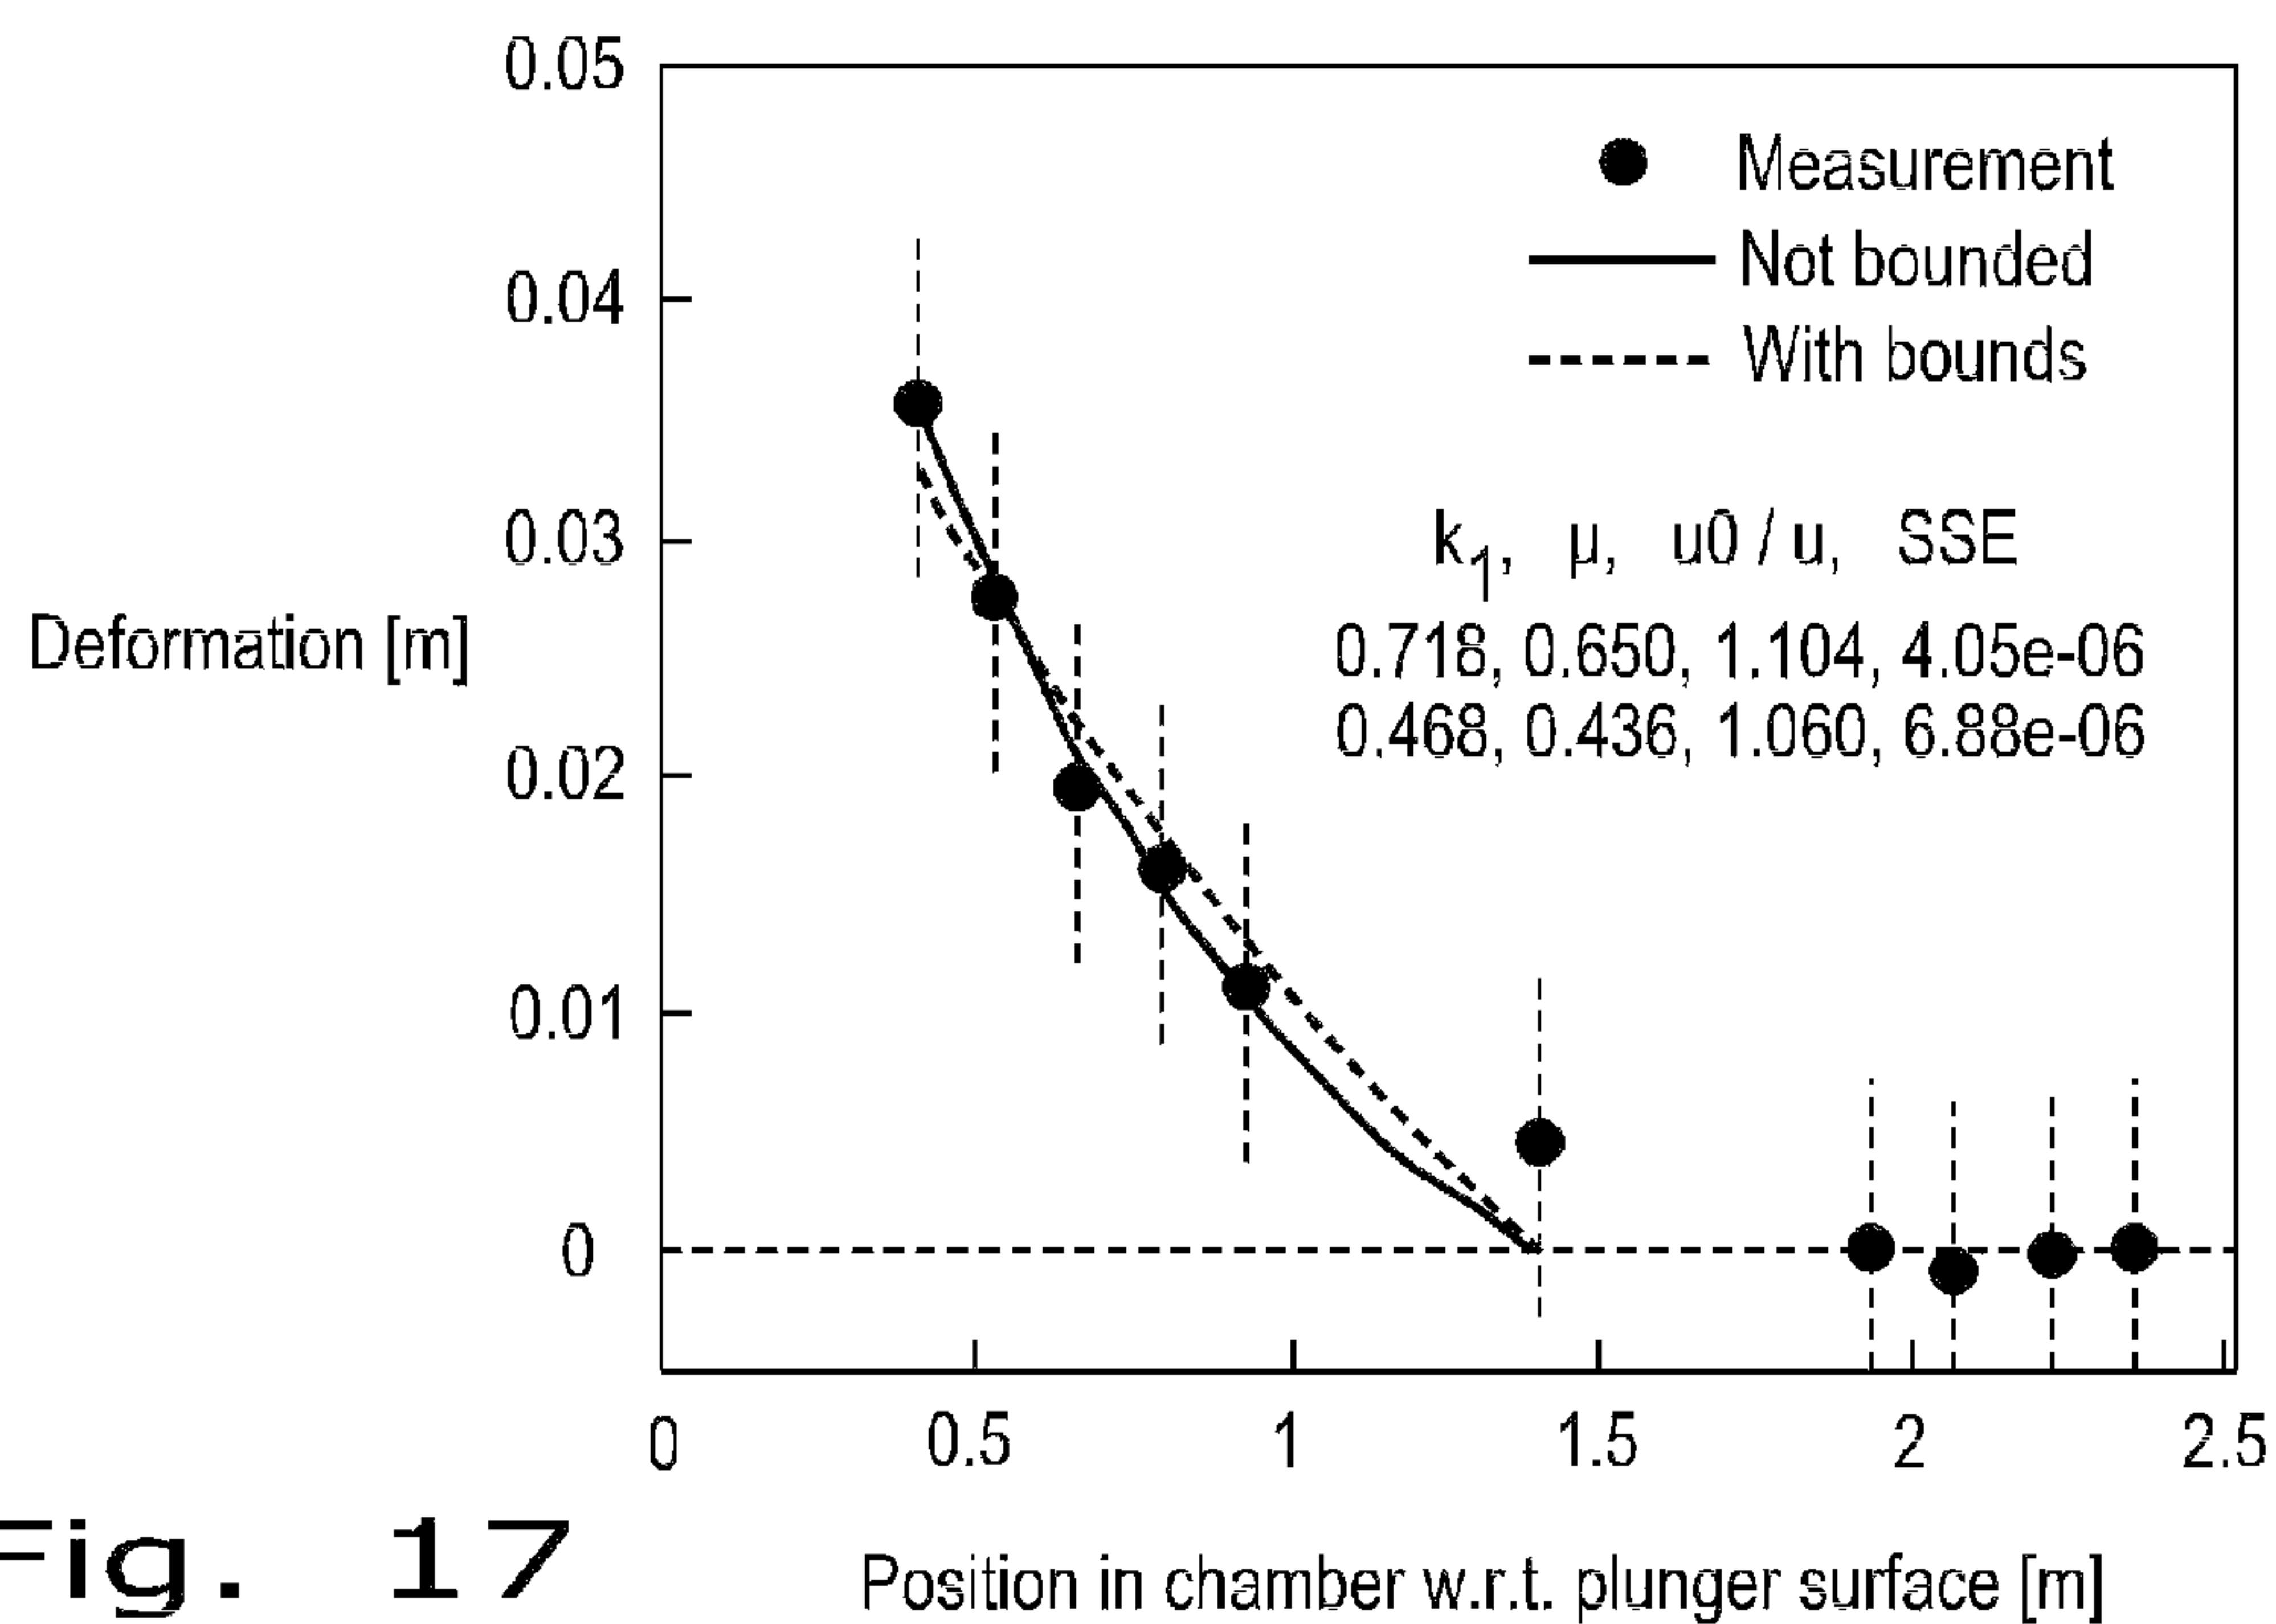 0.05
0.04
0.03
0.02
0.01
0
Deformation [m]
Measurement
Not bounded
With bounds
k1, μ, u0 / u, SSE
0.718, 0.650, 1.104, 4.05e-06
0.468, 0.436, 1.060, 6.88e-06
0 0.5 1 1.5 2 2.5
Position in chamber w.r.t. plunger surface [m]
Fig. 17